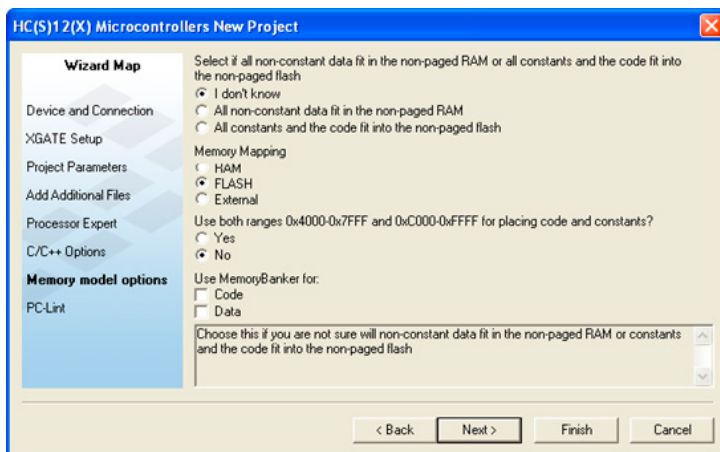 HC(S)12(X) Microcontrollers New Project
Wizard Map
Device and Connection
XGATE Setup
Project Parameters
Add Additional Files
Processor Expert
C/C++ Options
Memory model options
PC-Lint
Select if all non-constant data fit in the non-paged RAM or all constants and the code fit into
the non-paged flash
I don't know
All non-constant data fit in the non-paged RAM
All constants and the code fit into the non-paged flash
Memory Mapping
RAM
FLASH
External
Use both ranges 0x4000-0x7FFF and 0xC000-0xFFFF for placing code and constants?
Yes
No
Use MemoryBanker for:
Code
Data
Choose this if you are not sure will non-constant data fit in the non-paged RAM or constants
and the code fit into the non-paged flash
< Back
Next >
Finish
Cancel